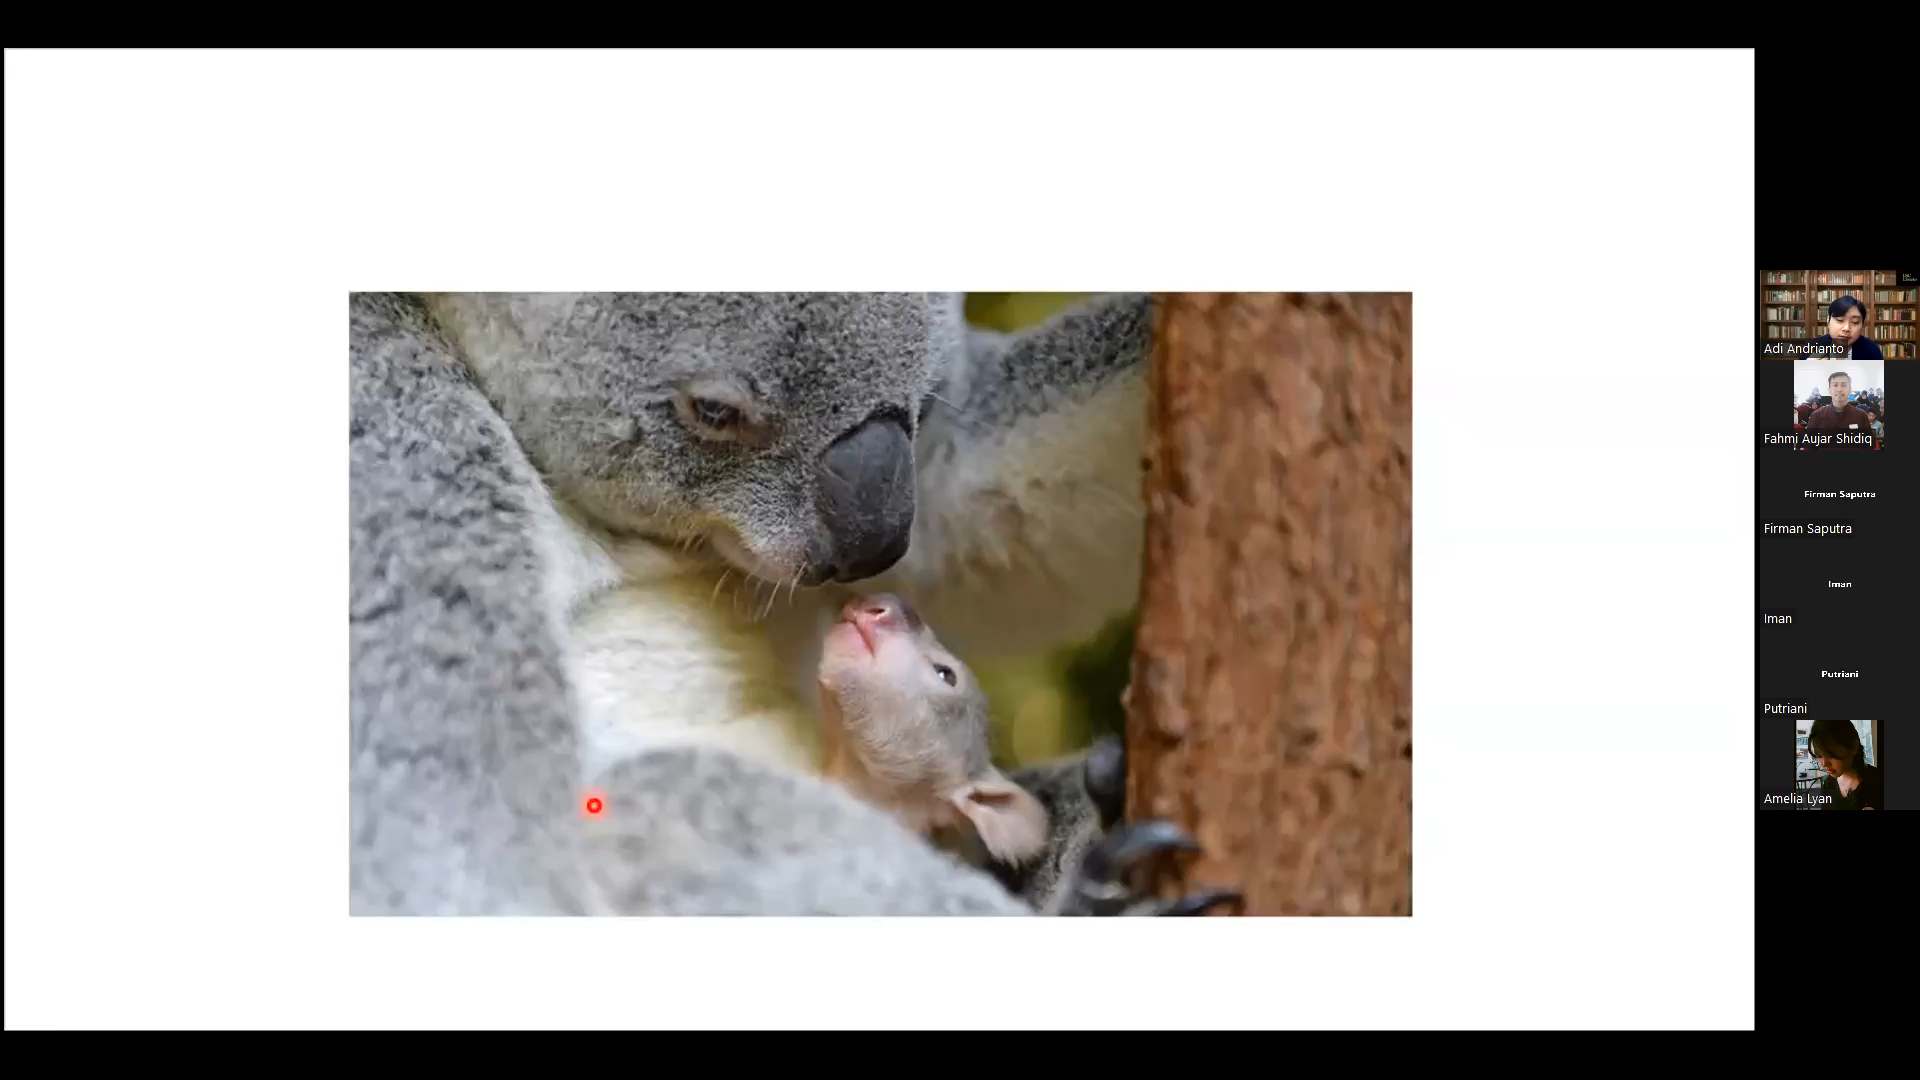 Adi Andrianto
Fahmi Aujar Shidiq
Firman Saputra
Firman Saputra
Iman
Iman
Putriani
Putriani
Amelia Lyan